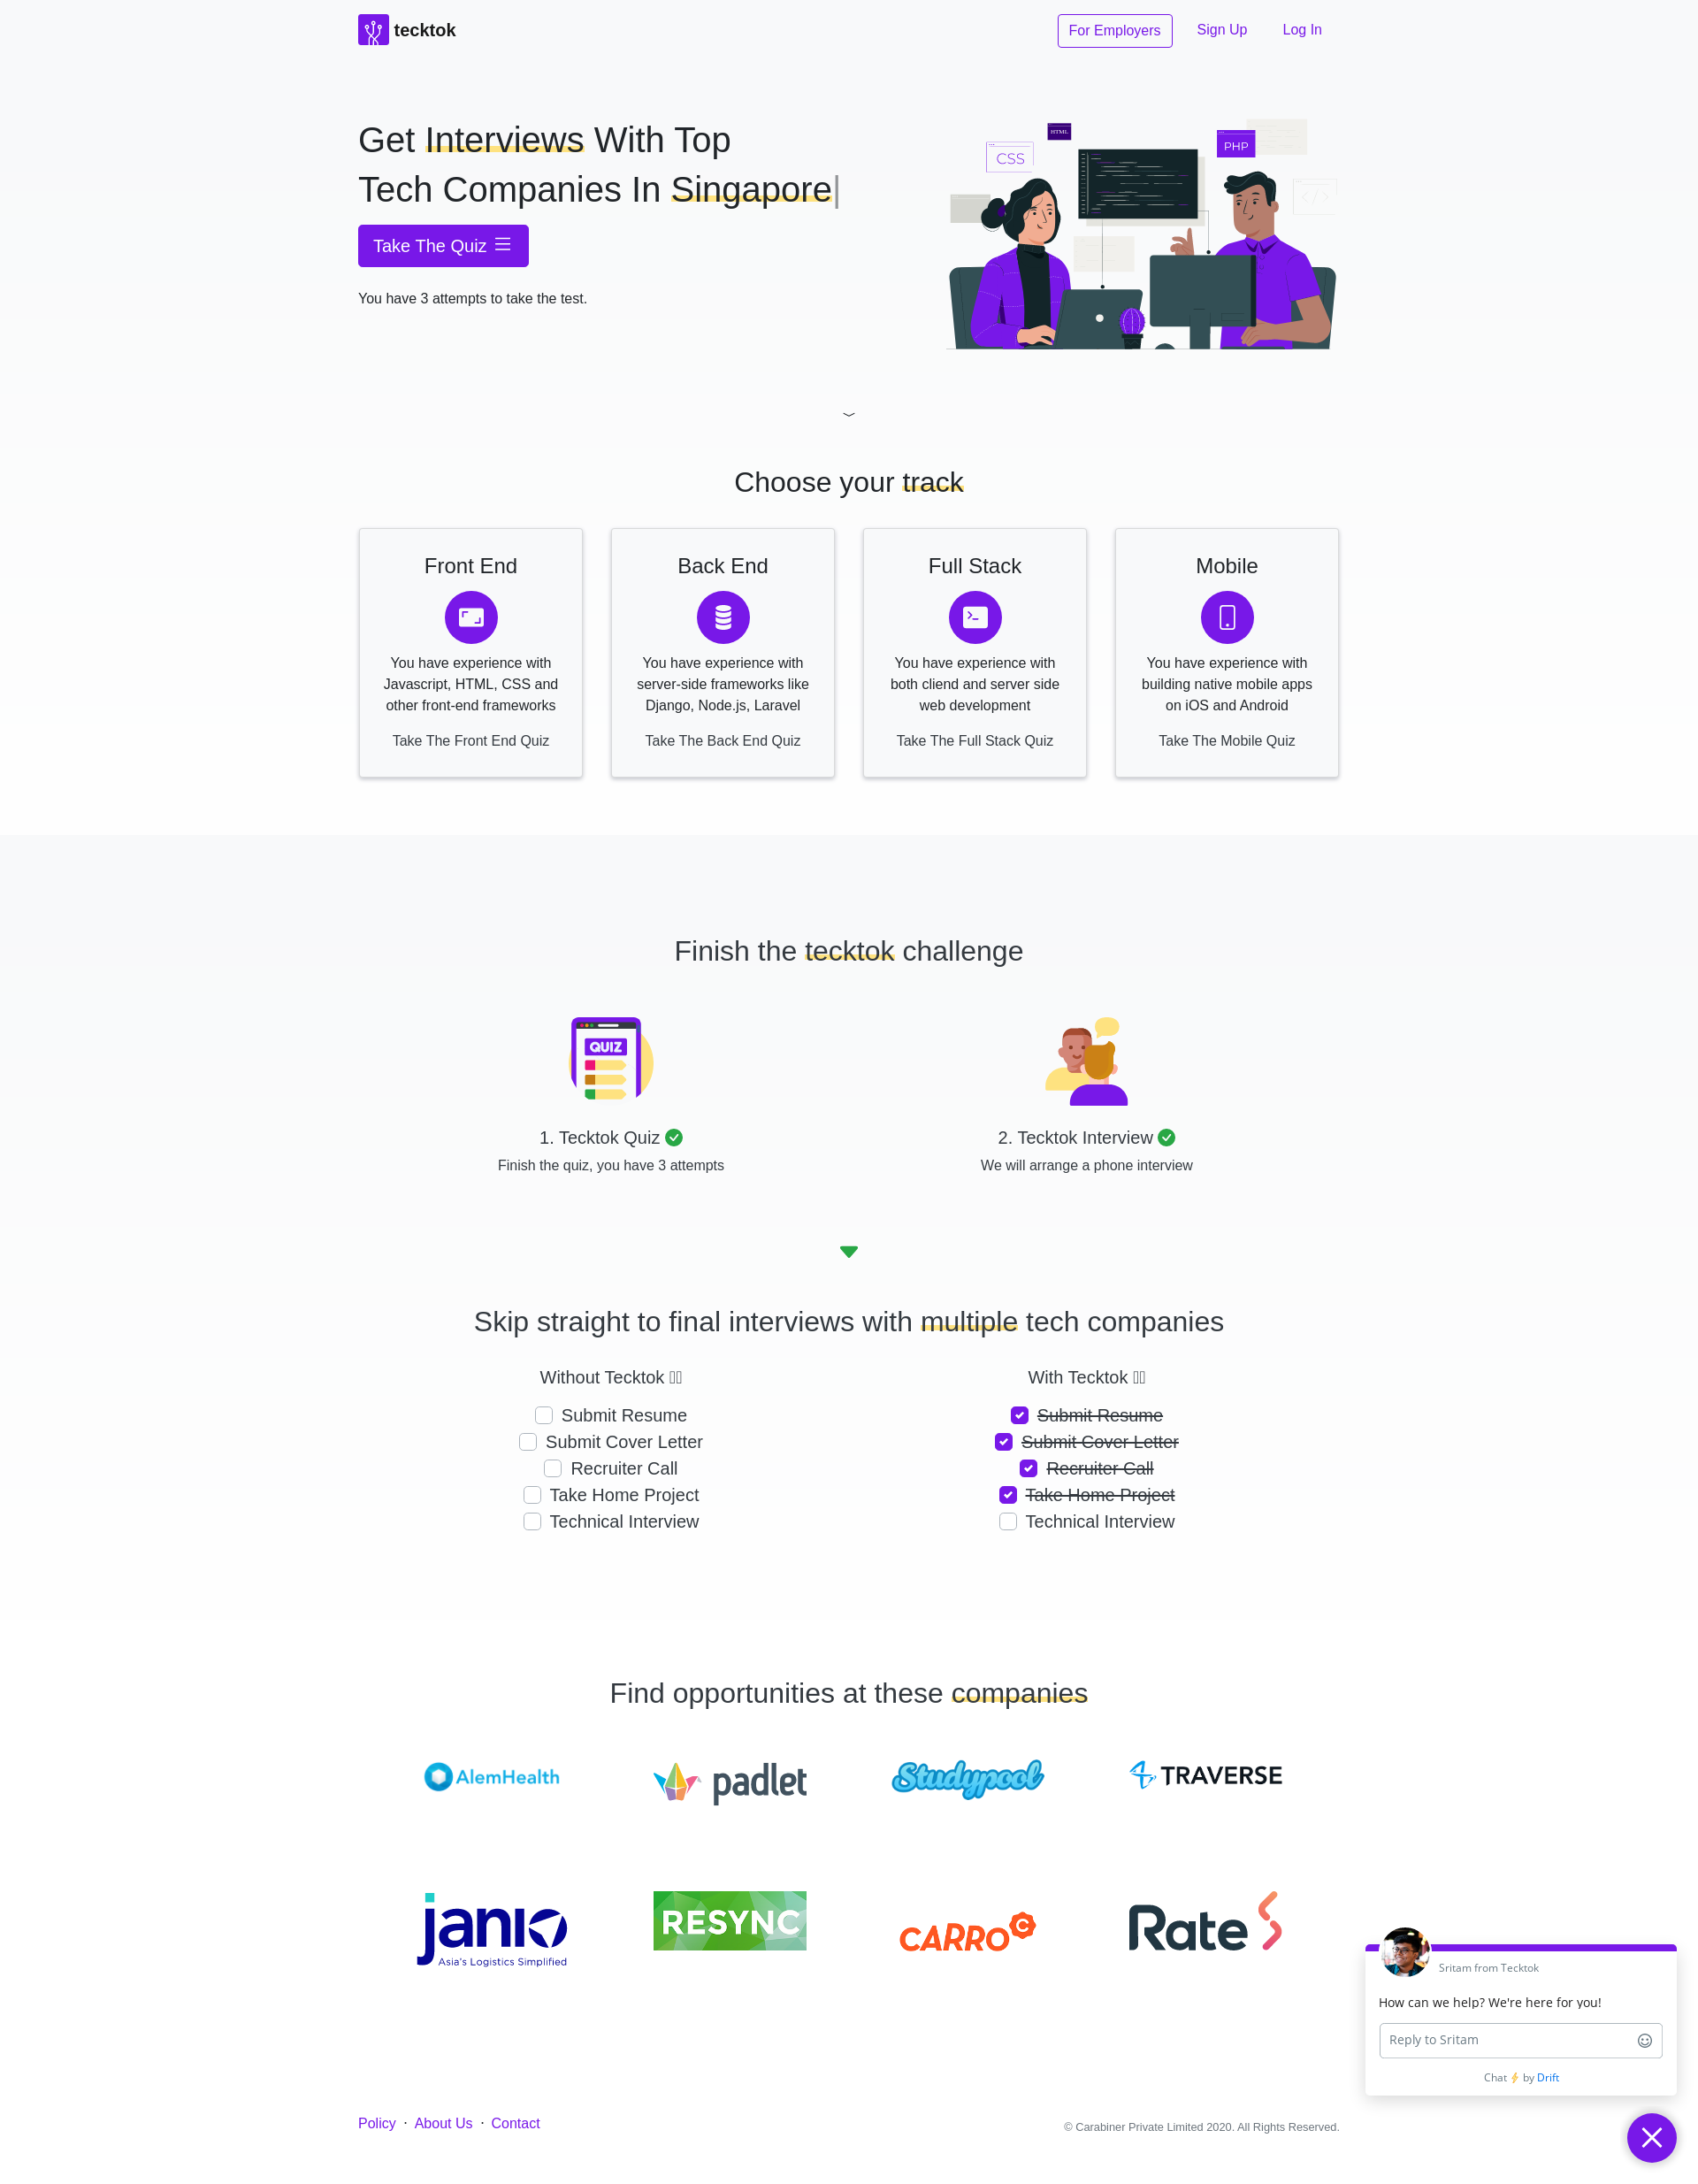 tecktok
For Employers
Sign Up
Log In
Get Interviews With Top
Tech Companies In Singapore
Take The Quiz
You have 3 attempts to take the test.
CSS
HTML
PHP
Choose your track
Front End
You have experience with
Javascript, HTML, CSS and
other front-end frameworks
Take The Front End Quiz
Back End
You have experience with
server-side frameworks like
Django, Node.js, Laravel
Take The Back End Quiz
Full Stack
You have experience with
both cliend and server side
web development
Take The Full Stack Quiz
Mobile
You have experience with
building native mobile apps
on iOS and Android
Take The Mobile Quiz
Finish the tecktok challenge
QUIZ
1. Tecktok Quiz
Finish the quiz, you have 3 attempts
2. Tecktok Interview
We will arrange a phone interview
Skip straight to final interviews with multiple tech companies
Without Tecktok
Submit Resume
Submit Cover Letter
Recruiter Call
Take Home Project
Technical Interview
With Tecktok
Submit Resume
Submit Cover Letter
Recruiter Call
Take Home Project
Technical Interview
Find opportunities at these companies
AlemHealth
padlet
Studypool
TRAVERSE
janio
Asia's Logistics Simplified
RESYNC
CARRO
C
Rate S
Sritam from Tecktok
How can we help? We're here for you!
Reply to Sritam
Chat ⚡ by Drift
Policy · About Us · Contact
© Carabiner Private Limited 2020. All Rights Reserved.